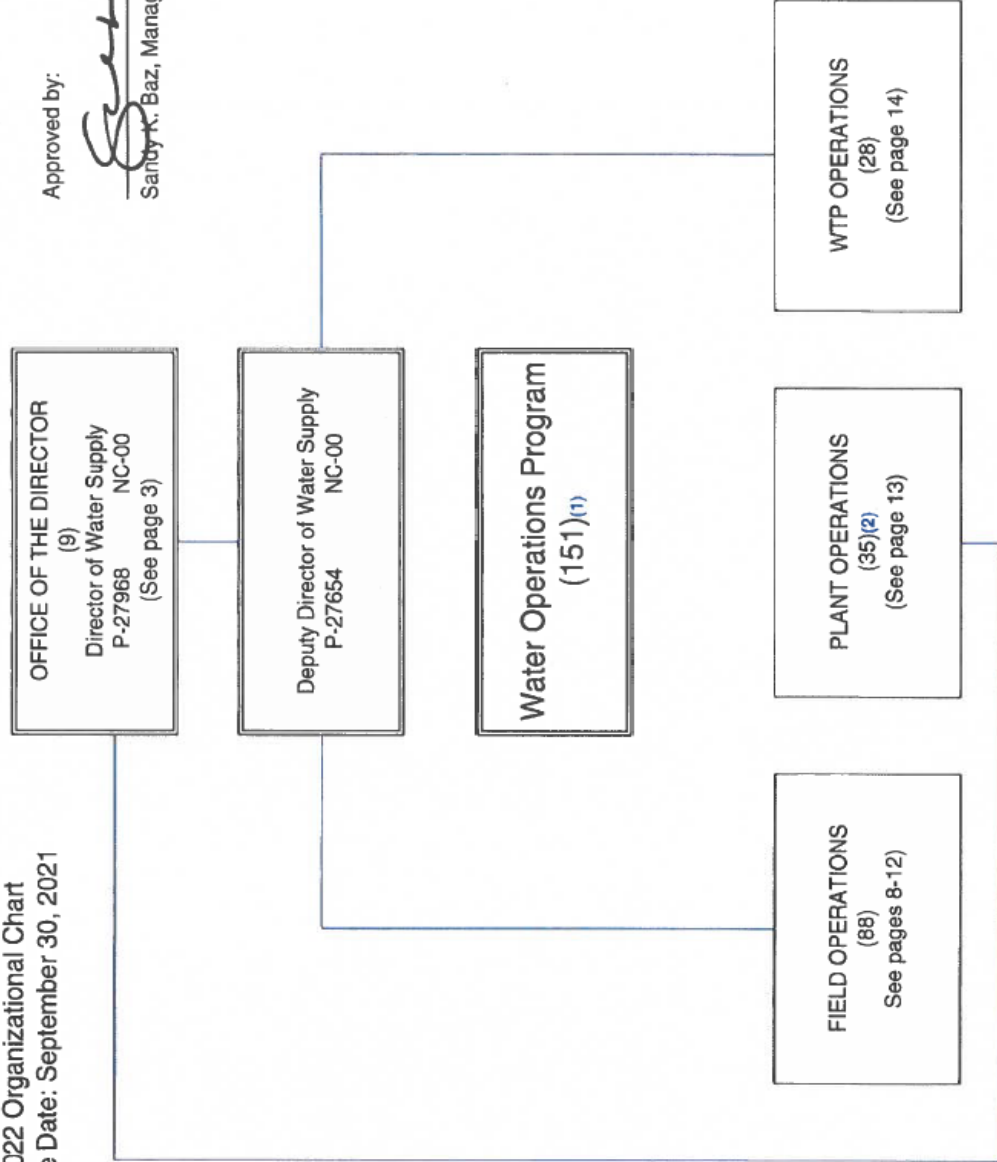 022 Organizational Chart
e Date: September 30, 2021
Approved by:
Sandy K. Baz, Manag
OFFICE OF THE DIRECTOR
(9)
Director of Water Supply
P-27968 NC-00
(See page 3)
Deputy Director of Water Supply
P-27654 NC-00
Water Operations Program
(151)(1)
FIELD OPERATIONS
(88)
See pages 8-12)
PLANT OPERATIONS
(35)(2)
(See page 13)
WTP OPERATIONS
(28)
(See page 14)